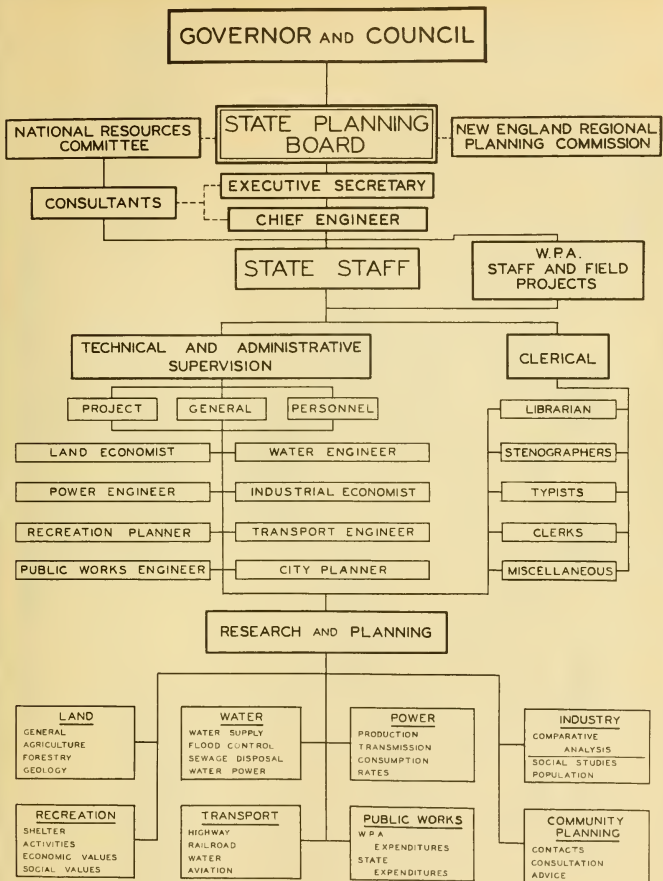 GOVERNOR AND COUNCIL
NATIONAL RESOURCES
COMMITTEE
STATE PLANNING
BOARD
NEW ENGLAND REGIONAL
PLANNING COMMISSION
CONSULTANTS
EXECUTIVE SECRETARY
CHIEF ENGINEER
STATE STAFF
W.P.A.
STAFF AND FIELD
PROJECTS
TECHNICAL AND ADMINISTRATIVE
SUPERVISION
CLERICAL
PROJECT
GENERAL
PERSONNEL
LAND ECONOMIST
WATER ENGINEER
POWER ENGINEER
INDUSTRIAL ECONOMIST
RECREATION PLANNER
TRANSPORT ENGINEER
PUBLIC WORKS ENGINEER
CITY PLANNER
LIBRARIAN
STENOGRAPHERS
TYPISTS
CLERKS
MISCELLANEOUS
RESEARCH AND PLANNING
LAND
GENERAL
AGRICULTURE
FORESTRY
GEOLOGY
WATER
WATER SUPPLY
FLOOD CONTROL
SEWAGE DISPOSAL
WATER POWER
POWER
PRODUCTION
TRANSMISSION
CONSUMPTION
RATES
INDUSTRY
COMPARATIVE
ANALYSIS
SOCIAL STUDIES
POPULATION
RECREATION
SHELTER
ACTIVITIES
ECONOMIC VALUES
SOCIAL VALUES
TRANSPORT
HIGHWAY
RAILROAD
WATER
AVIATION
PUBLIC WORKS
W P A
EXPENDITURES
STATE
EXPENDITURES
COMMUNITY
PLANNING
CONTACTS
CONSULTATION
ADVICE